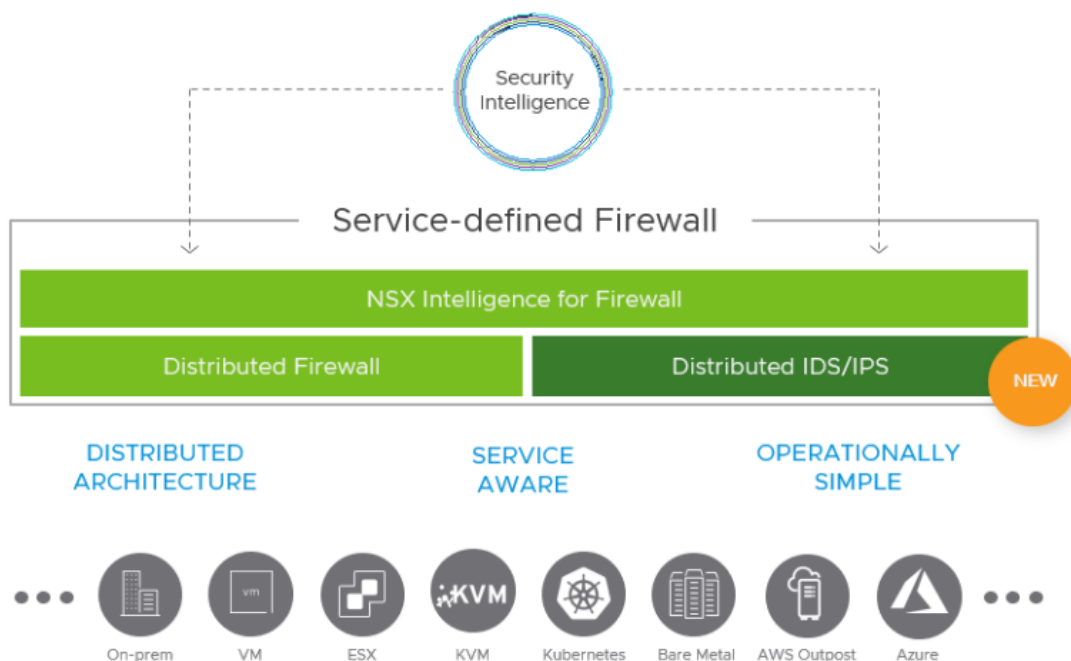 Security
Intelligence
Service-defined Firewall
NSX Intelligence for Firewall
Distributed Firewall
Distributed IDS/IPS
NEW
DISTRIBUTED
ARCHITECTURE
SERVICE
AWARE
OPERATIONALLY
SIMPLE
vm
KVM
On-prem
VM
ESX
KVM
Kubernetes
Bare Metal
AWS Outpost
Azure